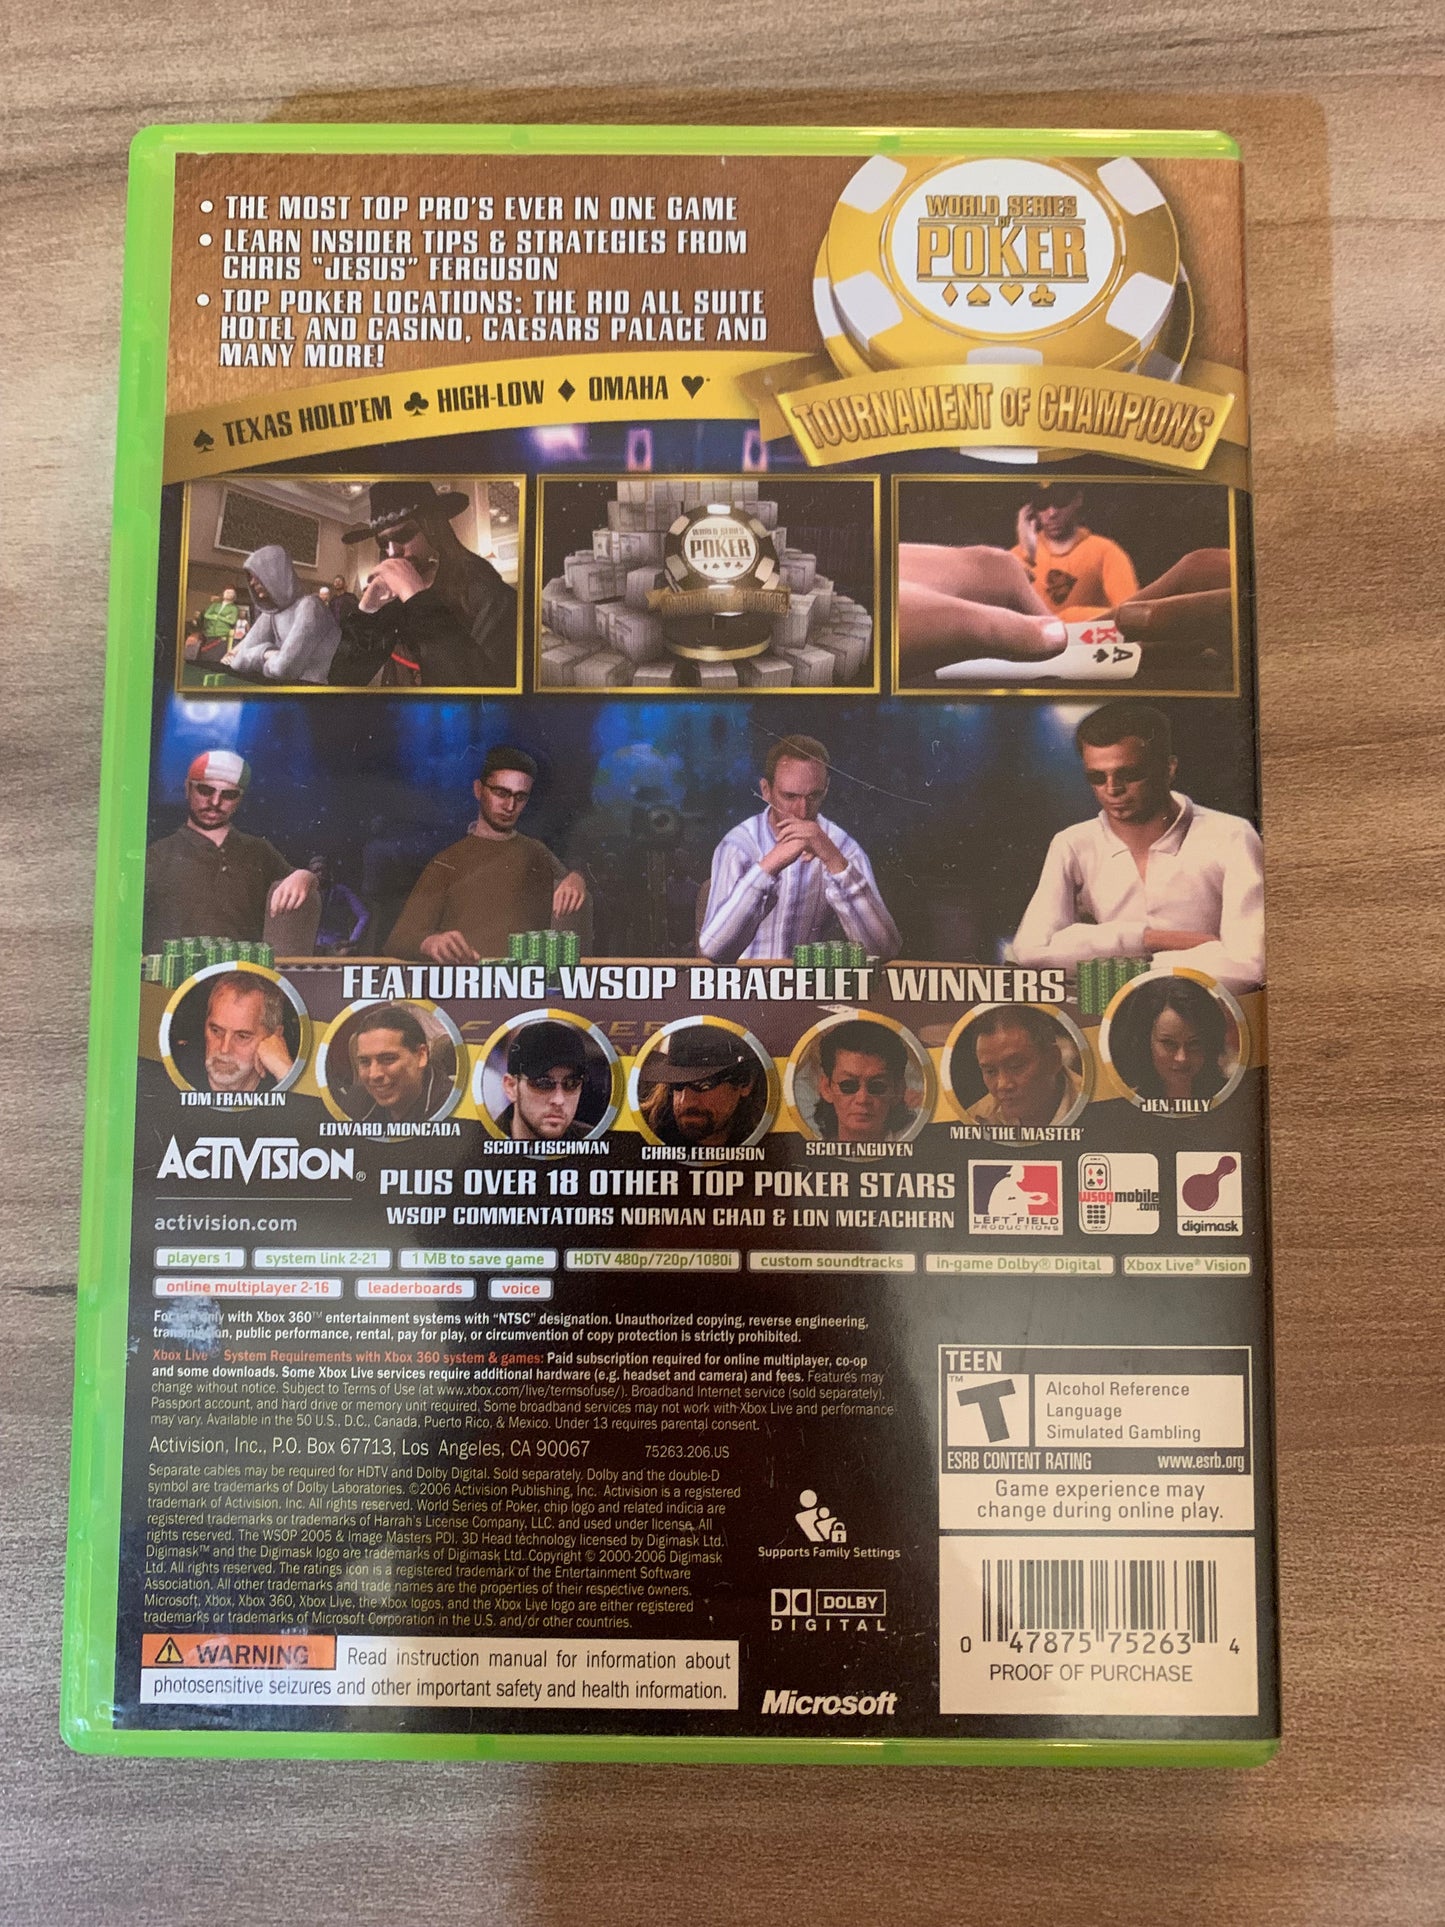 • THE MOST TOP PRO'S EVER IN ONE GAME
• LEARN INSIDER TIPS & STRATEGIES FROM
CHRIS "JESUS" FERGUSON
• TOP POKER LOCATIONS: THE RIO ALL SUITE
HOTEL AND CASINO, CAESARS PALACE AND
MANY MORE!
WORLD SERIES
OF
POKER
TOURNAMENT OF CHAMPIONS
♠ TEXAS HOLD'EM ♣ HIGH-LOW ♦ OMAHA ♥
WORLD SERIES
POKER
K
A
FEATURING WSOP BRACELET WINNERS
TOM FRANKLIN
EDWARD MONCADA
SCOTT FISCHMAN
CHRIS FERGUSON
SCOTT NGUYEN
MEN 'THE MASTER'
JEN TILLY
ACTIVISION®
activision.com
PLUS OVER 18 OTHER TOP POKER STARS
WSOP COMMENTATORS NORMAN CHAD & LON MCEACHERN
LEFT FIELD
PRODUCTIONS
wsopmobile
.com
digimask
players 1
system link 2-21
1 MB to save game
HDTV 480p/720p/1080i
custom soundtracks
in-game Dolby® Digital
Xbox Live® Vision
online multiplayer 2-16
leaderboards
voice
For use only with Xbox 360™ entertainment systems with "NTSC" designation. Unauthorized copying, reverse engineering,
transmission, public performance, rental, pay for play, or circumvention of copy protection is strictly prohibited.
Xbox Live® System Requirements with Xbox 360 system & games: Paid subscription required for online multiplayer, co-op
and some downloads. Some Xbox Live services require additional hardware (e.g. headset and camera) and fees. Features may
change without notice. Subject to Terms of Use (at www.xbox.com/live/termsofuse/). Broadband Internet service (sold separately),
Passport account, and hard drive or memory unit required. Some broadband services may not work with Xbox Live and performance
may vary. Available in the 50 U.S., D.C., Canada, Puerto Rico, & Mexico. Under 13 requires parental consent.
Activision, Inc., P.O. Box 67713, Los Angeles, CA 90067
75263.206.US
Separate cables may be required for HDTV and Dolby Digital. Sold separately. Dolby and the double-D
symbol are trademarks of Dolby Laboratories. ©2006 Activision Publishing, Inc. Activision is a registered
trademark of Activision, Inc. All rights reserved. World Series of Poker, chip logo and related indicia are
registered trademarks or trademarks of Harrah's License Company, LLC. and used under license. All
rights reserved. The WSOP 2005 & Image Masters PDI. 3D Head technology licensed by Digimask Ltd.
Digimask™ and the Digimask logo are trademarks of Digimask Ltd. Copyright © 2000-2006 Digimask
Ltd. All rights reserved. The ratings icon is a registered trademark of the Entertainment Software
Association. All other trademarks and trade names are the properties of their respective owners.
Microsoft, Xbox, Xbox 360, Xbox Live, the Xbox logos, and the Xbox Live logo are either registered
trademarks or trademarks of Microsoft Corporation in the U.S. and/or other countries.
WARNING
Read instruction manual for information about
photosensitive seizures and other important safety and health information.
Supports Family Settings
DOLBY
DIGITAL
Microsoft
TEEN
T
TM
Alcohol Reference
Language
Simulated Gambling
ESRB CONTENT RATING www.esrb.org
Game experience may
change during online play.
0 47875 75263 4
PROOF OF PURCHASE